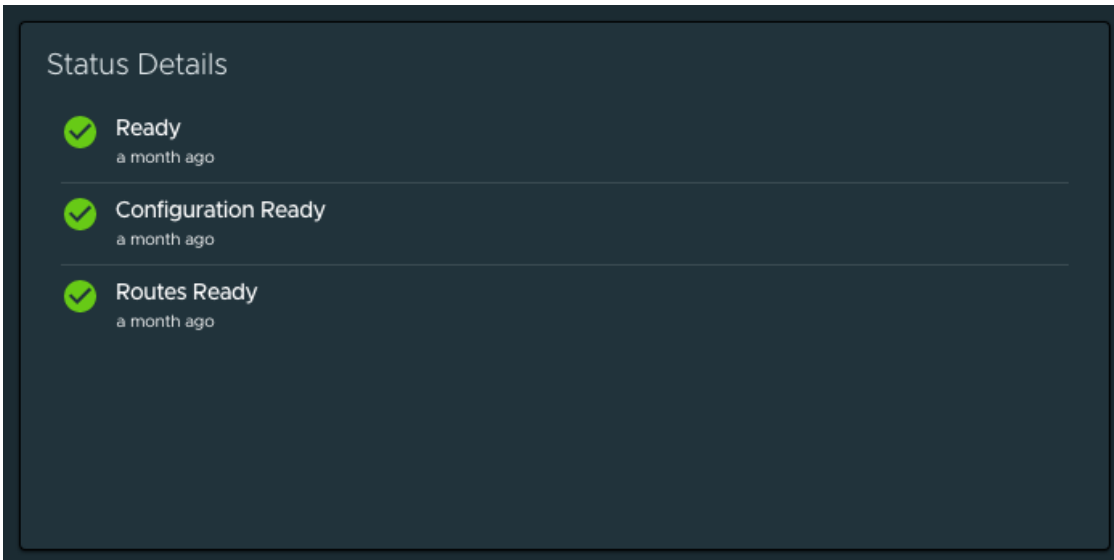 Status Details
Ready
a month ago
Configuration Ready
a month ago
Routes Ready
a month ago